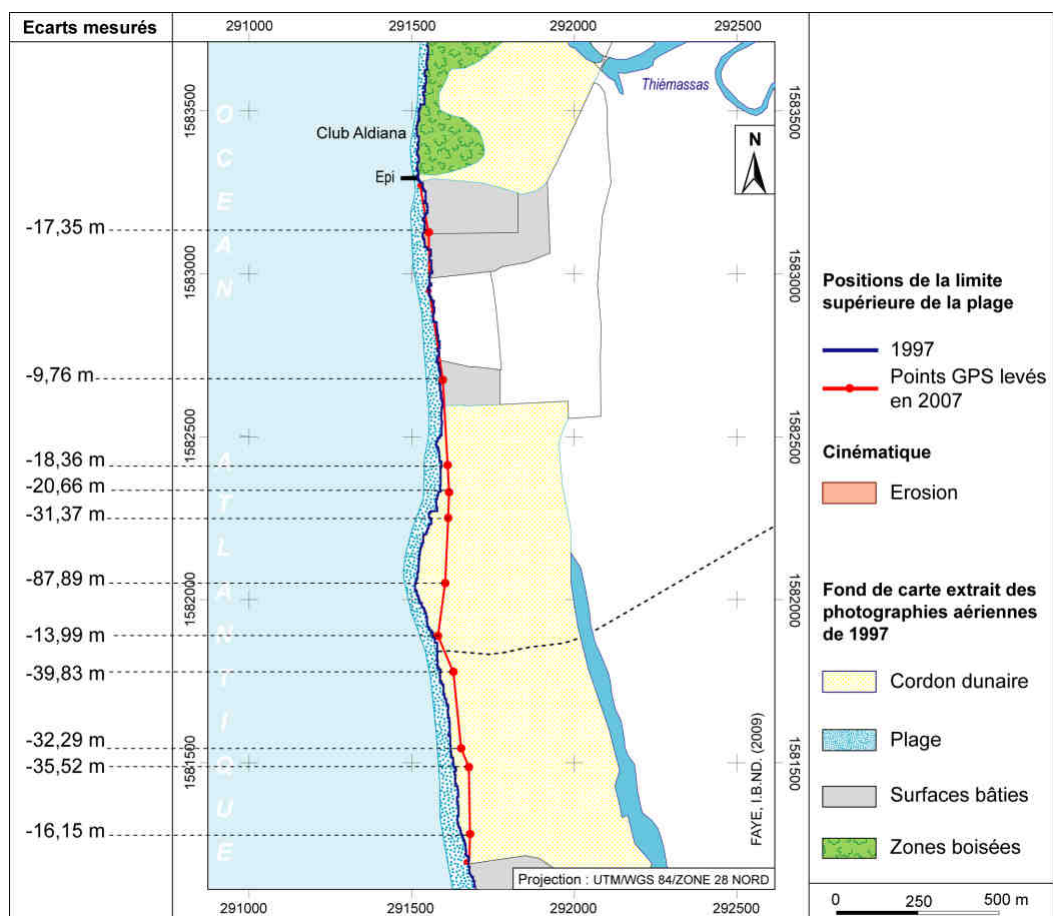 Ecarts mesurés
291000
291500
292000
292500
Thiémassas
1583500
1583500
Club Aldiana
N
Epi
-17,35 m
1583000
1583000
-9,76 m
1582500
1582500
-18,36 m
-20,66 m
-31,37 m
-87,89 m
1582000
1582000
-13,99 m
-39,83 m
-32,29 m
-35,52 m
1581500
1581500
-16,15 m
OCEAN ATLANTIQUE
FAYE, I.B.ND. (2009)
Projection : UTM/WGS 84/ZONE 28 NORD
291000
291500
292000
292500
Positions de la limite
supérieure de la plage
1997
Points GPS levés
en 2007
Cinématique
Erosion
Fond de carte extrait des
photographies aériennes
de 1997
Cordon dunaire
Plage
Surfaces bâties
Zones boisées
0 250 500 m